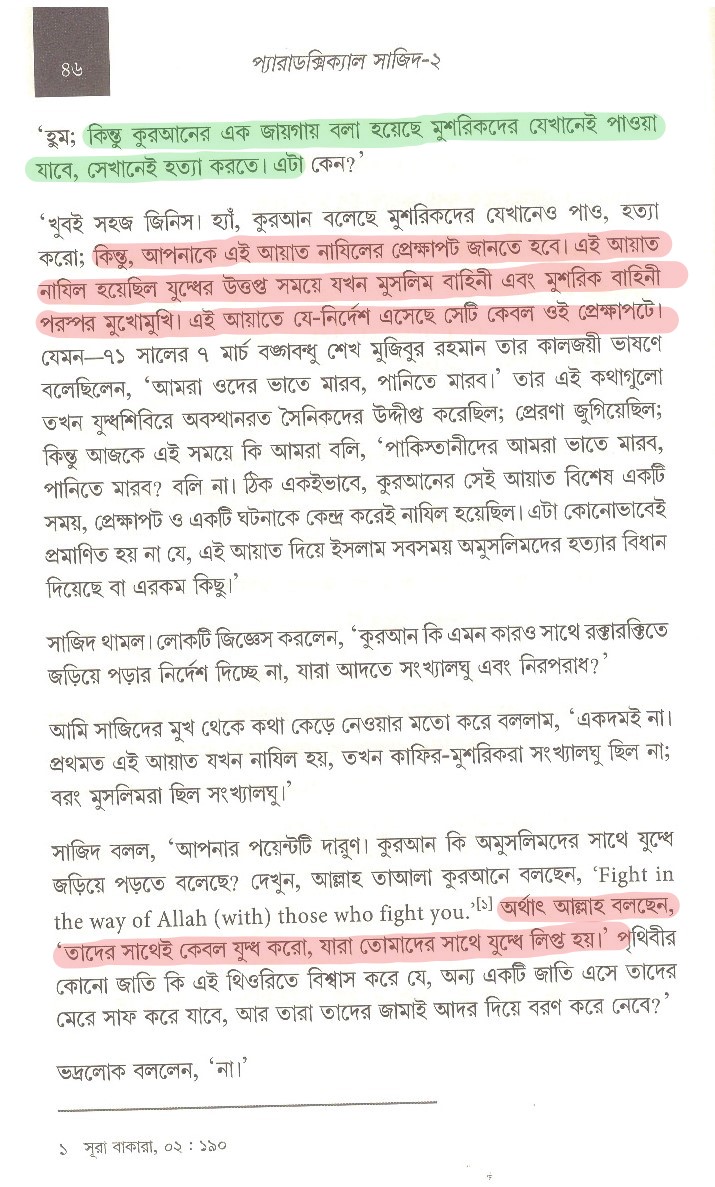 ৪৬
প্যারাডক্সিক্যাল সাজিদ-২
‘হুম; কিন্তু কুরআনের এক জায়গায় বলা হয়েছে মুশরিকদের যেখানেই পাওয়া
যাবে, সেখানেই হত্যা করতে। এটা কেন?’
‘খুবই সহজ জিনিস। হ্যাঁ, কুরআন বলেছে মুশরিকদের যেখানেও পাও, হত্যা
করো; কিন্তু, আপনাকে এই আয়াত নাযিলের প্রেক্ষাপট জানতে হবে। এই আয়াত
নাযিল হয়েছিল যুদ্ধের উত্তপ্ত সময়ে যখন মুসলিম বাহিনী এবং মুশরিক বাহিনী
পরস্পর মুখোমুখি। এই আয়াতে যে-নির্দেশ এসেছে সেটি কেবল ওই প্রেক্ষাপটে।
যেমন—৭১ সালের ৭ মার্চ বঙ্গবন্ধু শেখ মুজিবুর রহমান তার কালজয়ী ভাষণে
বলেছিলেন, ‘আমরা ওদের ভাতে মারব, পানিতে মারব।’ তার এই কথাগুলো
তখন যুদ্ধশিবিরে অবস্থানরত সৈনিকদের উদ্দীপ্ত করেছিল; প্রেরণা জুগিয়েছিল;
কিন্তু আজকে এই সময়ে কি আমরা বলি, ‘পাকিস্তানীদের আমরা ভাতে মারব,
পানিতে মারব? বলি না। ঠিক একইভাবে, কুরআনের সেই আয়াত বিশেষ একটি
সময়, প্রেক্ষাপট ও একটি ঘটনাকে কেন্দ্র করেই নাযিল হয়েছিল। এটা কোনোভাবেই
প্রমাণিত হয় না যে, এই আয়াত দিয়ে ইসলাম সবসময় অমুসলিমদের হত্যার বিধান
দিয়েছে বা এরকম কিছু।’
সাজিদ থামল। লোকটি জিজ্ঞেস করলেন, ‘কুরআন কি এমন কারও সাথে রক্তারক্তিতে
জড়িয়ে পড়ার নির্দেশ দিচ্ছে না, যারা আদতে সংখ্যালঘু এবং নিরপরাধ?’
আমি সাজিদের মুখ থেকে কথা কেড়ে নেওয়ার মতো করে বললাম, ‘একদমই না।
প্রথমত এই আয়াত যখন নাযিল হয়, তখন কাফির-মুশরিকরা সংখ্যালঘু ছিল না;
বরং মুসলিমরা ছিল সংখ্যালঘু।’
সাজিদ বলল, ‘আপনার পয়েন্টটি দারুণ। কুরআন কি অমুসলিমদের সাথে যুদ্ধে
জড়িয়ে পড়তে বলেছে? দেখুন, আল্লাহ তাআলা কুরআনে বলছেন, ‘Fight in
the way of Allah (with) those who fight you.’[১] অর্থাৎ আল্লাহ বলছেন,
‘তাদের সাথেই কেবল যুদ্ধ করো, যারা তোমাদের সাথে যুদ্ধে লিপ্ত হয়।’ পৃথিবীর
কোনো জাতি কি এই থিওরিতে বিশ্বাস করে যে, অন্য একটি জাতি এসে তাদের
মেরে সাফ করে যাবে, আর তারা তাদের জামাই আদর দিয়ে বরণ করে নেবে?’
ভদ্রলোক বললেন, ‘না।’
১ সূরা বাকারা, ০২ : ১৯০